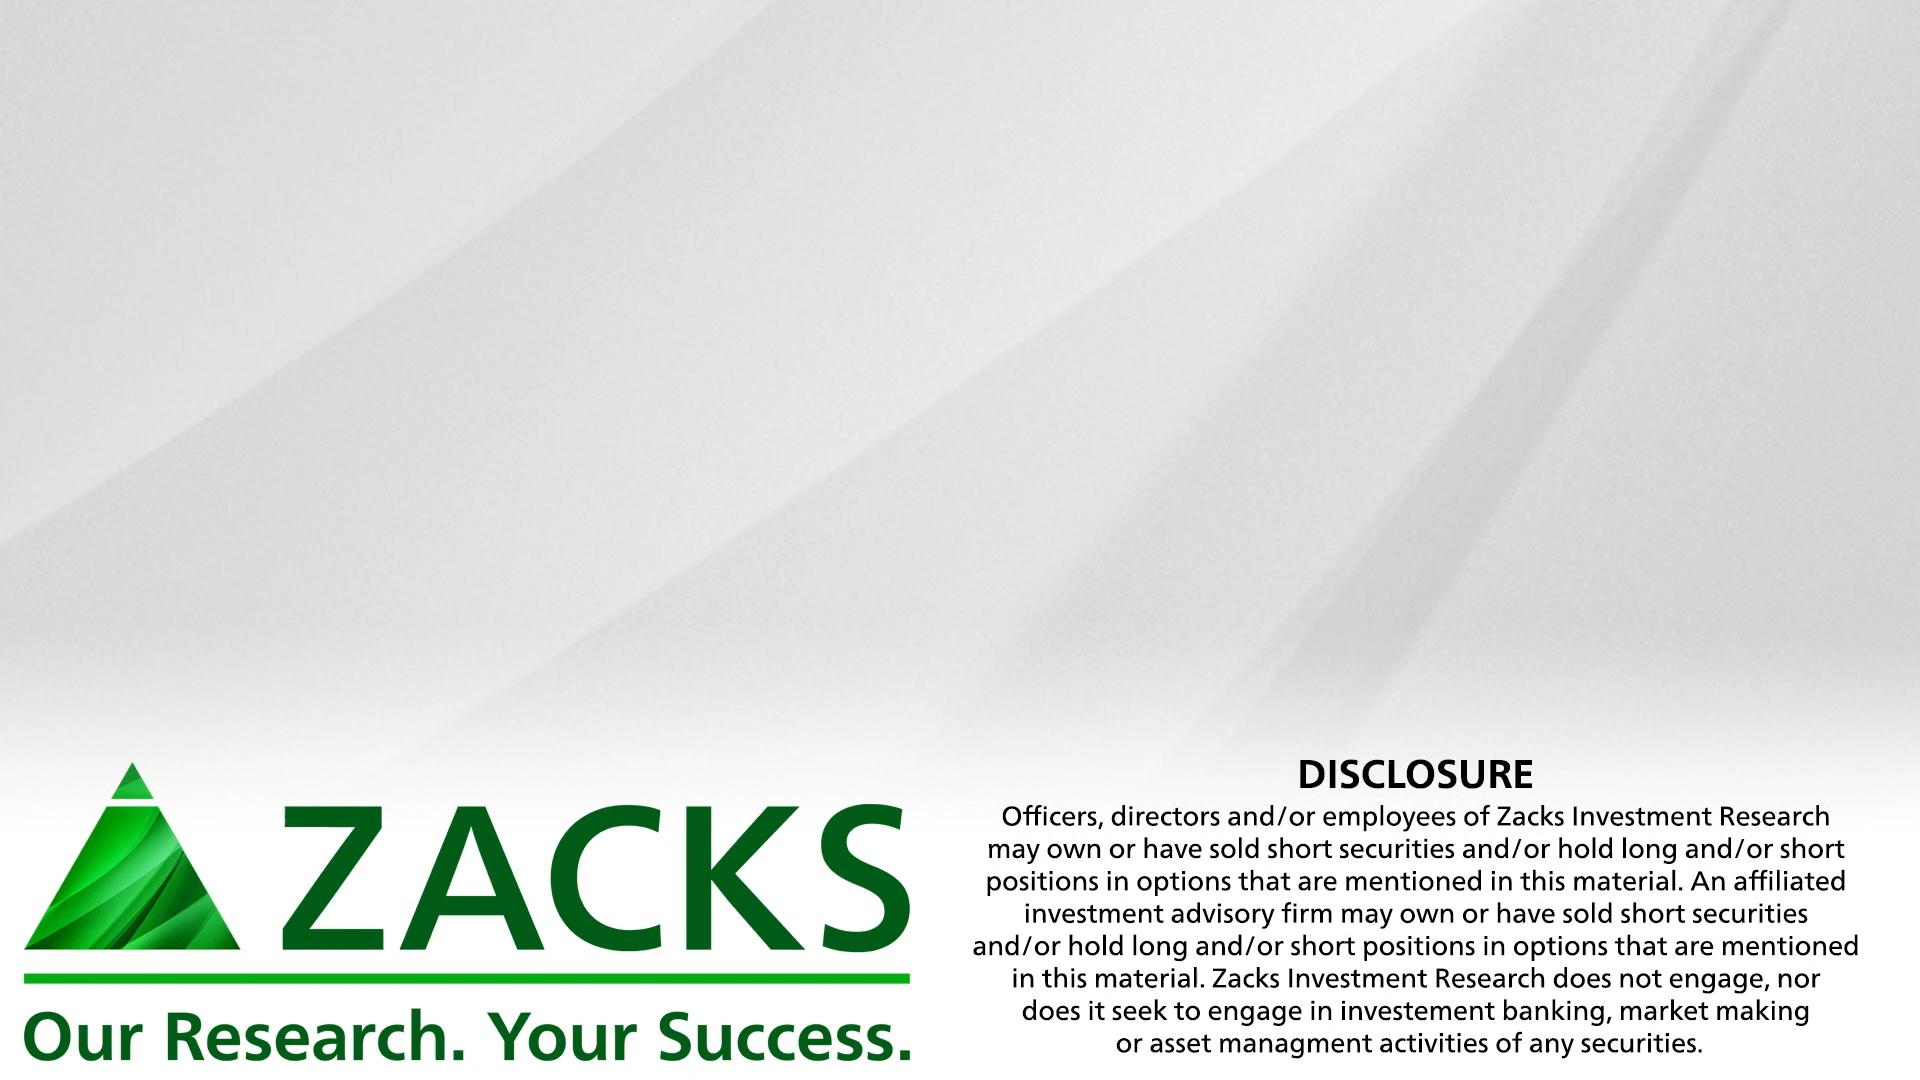 ZACKS
Our Research. Your Success.
DISCLOSURE
Officers, directors and/or employees of Zacks Investment Research
may own or have sold short securities and/or hold long and/or short
positions in options that are mentioned in this material. An affiliated
investment advisory firm may own or have sold short securities
and/or hold long and/or short positions in options that are mentioned
in this material. Zacks Investment Research does not engage, nor
does it seek to engage in investement banking, market making
or asset managment activities of any securities.